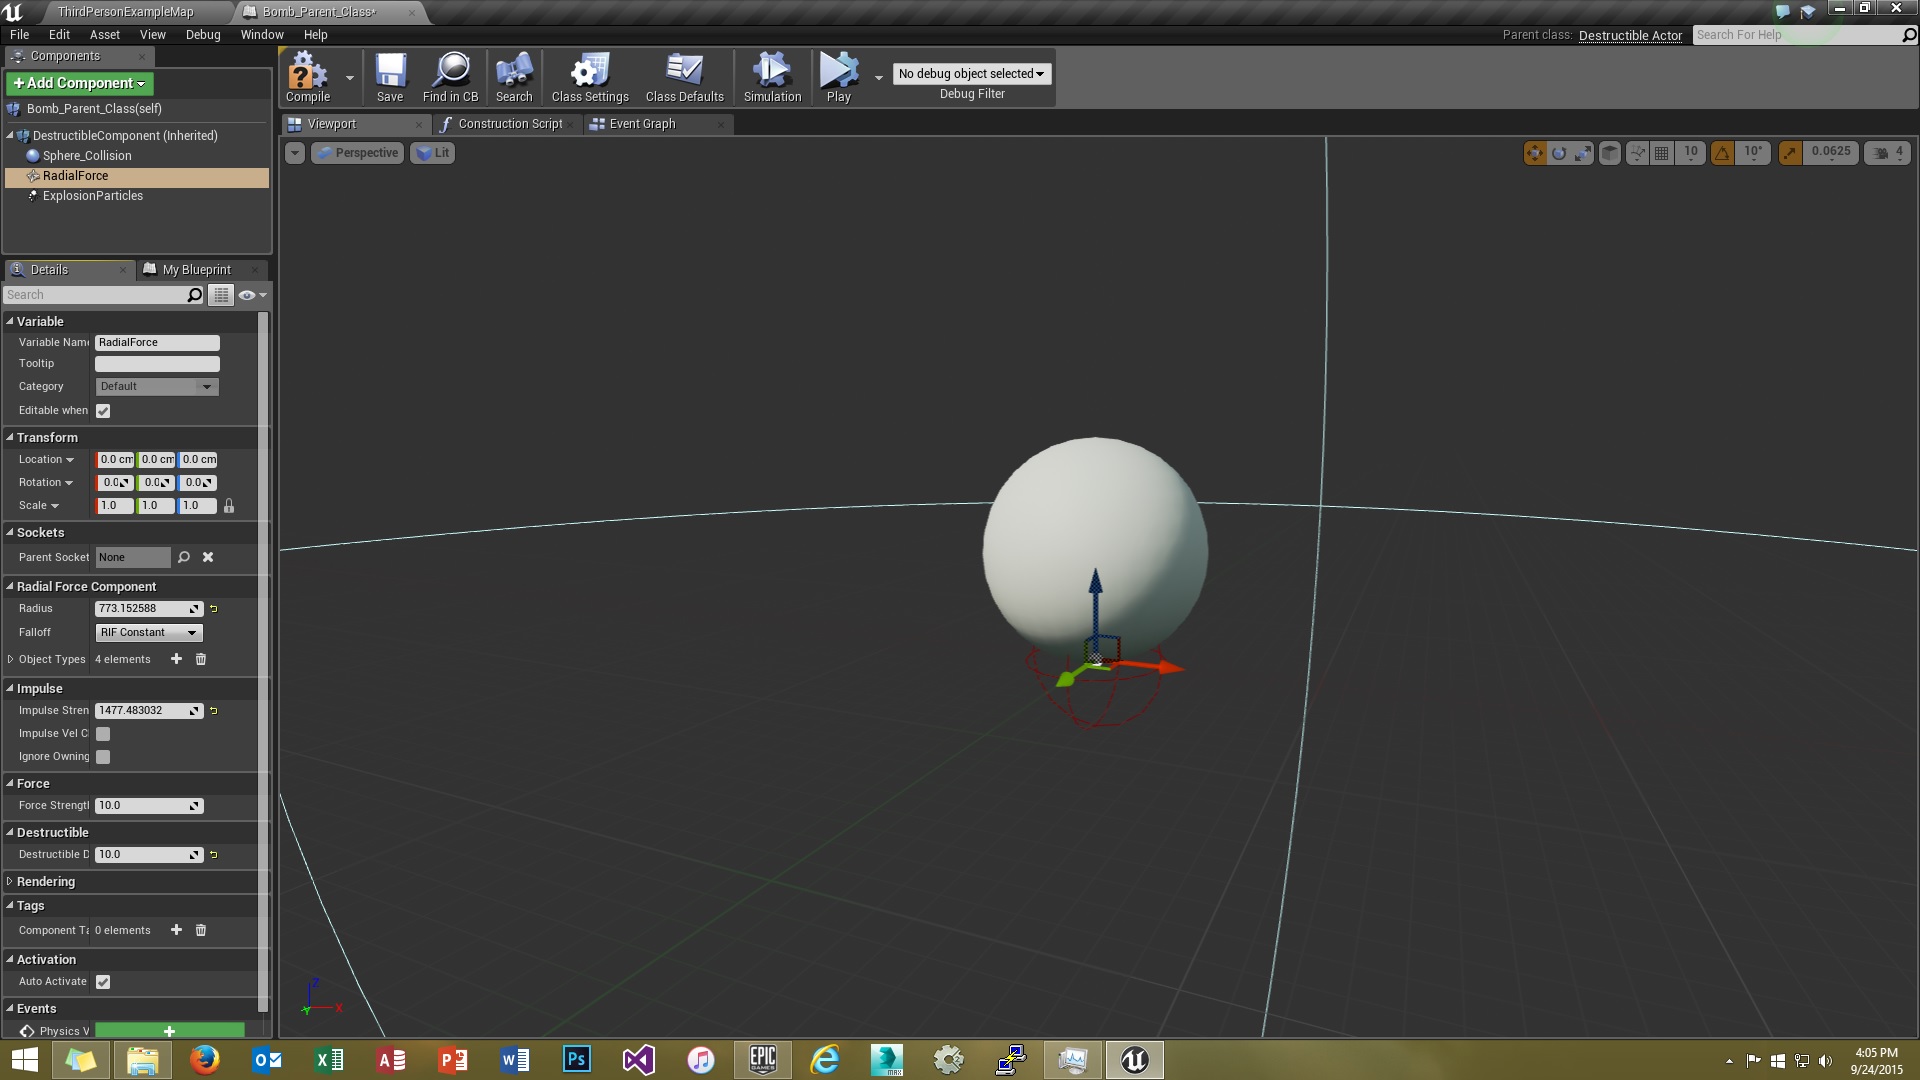 ThirdPersonExampleMap
Bomb_Parent_Class*
File Edit Asset View Debug Window Help
Parent class: Destructible Actor
Search For Help
Components
+ Add Component
Bomb_Parent_Class(self)
DestructibleComponent (Inherited)
Sphere_Collision
RadialForce
ExplosionParticles
Compile
Save
Find in CB
Search
Class Settings
Class Defaults
Simulation
Play
No debug object selected
Debug Filter
Viewport
Construction Script
Event Graph
Perspective
Lit
10
10°
0.0625
4
Details
My Blueprint
Search
Variable
Variable Name RadialForce
Tooltip
Category Default
Editable when
Transform
Location 0.0 cm 0.0 cm 0.0 cm
Rotation 0.0 0.0 0.0
Scale 1.0 1.0 1.0
Sockets
Parent Socket None
Radial Force Component
Radius 773.152588
Falloff RIF Constant
Object Types 4 elements
Impulse
Impulse Stren 1477.483032
Impulse Vel C
Ignore Owning
Force
Force Strengtl 10.0
Destructible
Destructible D 10.0
Rendering
Tags
Component Ta 0 elements
Activation
Auto Activate
Events
Physics V
Z
X
Y
EPIC
GAMES
Ps
MAX
4:05 PM
9/24/2015